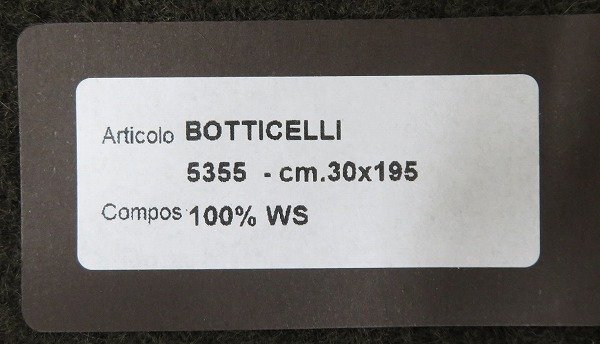 Articolo BOTTICELLI
5355 - cm.30x195
Compos 100% WS